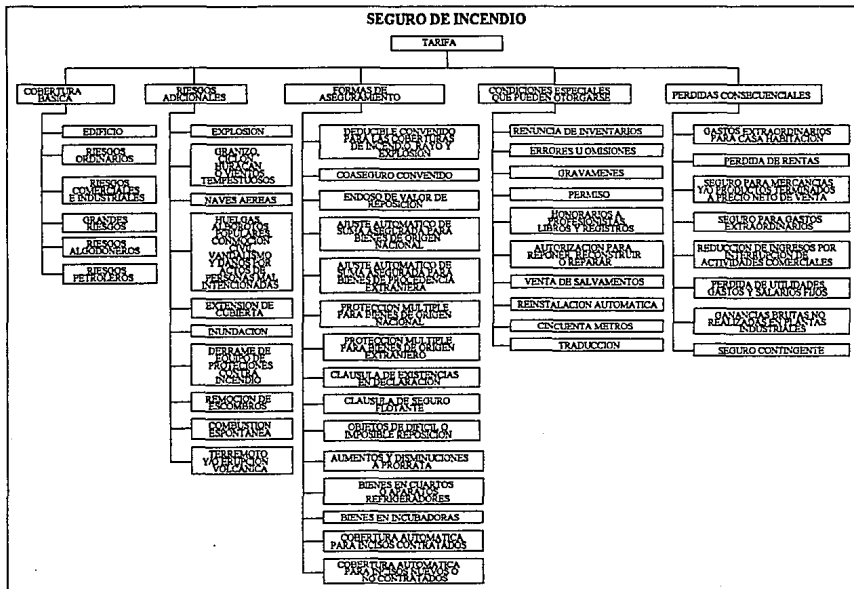 SEGURO DE INCENDIO
TARIFA
COBERTURA
BASICA
EDIFICIO
RIESGOS
ORDINARIOS
RIESGOS
COMERCIALES
E INDUSTRIALES
GRANDES
RIESGOS
RIESGOS
ALGODONEROS
RIESGOS
PETROLEROS
RIESGOS
ADICIONALES
EXPLOSIÓN
GRANIZO,
CICLON,
HURACAN
O VIENTOS
TEMPESTUOSOS
NAVES AEREAS
HUELGAS,
ALBOROTOS
POPULARES,
CONMOCION
CIVIL,
VANDALISMO
Y DAÑOS POR
ACTOS DE
PERSONAS MAL
INTENCIONADAS
EXTENSION DE
CUBIERTA
INUNDACION
DERRAME DE
EQUIPO DE
PROTECIONES
CONTRA
INCENDIO
REMOCION DE
ESCOMBROS
COMBUSTION
ESPONTANEA
TERREMOTO
Y/O ERUPCION
VOLCANICA
FORMAS DE
ASEGURAMIENTO
DEDUCIBLE CONVENIDO
PARA LAS COBERTURAS
DE INCENDIO, RAYO Y
EXPLOSION
COASEGURO CONVENIDO
ENDOSO DE VALOR DE
REPOSICION
AJUSTE AUTOMATICO DE
SUMA ASEGURADA PARA
BIENES DE ORIGEN
NACIONAL
AJUSTE AUTOMATICO DE
SUMA ASEGURADA PARA
BIENES DE PROCEDENCIA
EXTRANJERA
PROTECCION MULTIPLE
PARA BIENES DE ORIGEN
NACIONAL
PROTECCION MULTIPLE
PARA BIENES DE ORIGEN
EXTRANJERO
CLAUSULA DE EXISTENCIAS
EN DECLARACION
CLAUSULA DE SEGURO
FLOTANTE
OBJETOS DE DIFICIL O
IMPOSIBLE REPOSICION
AUMENTOS Y DISMINUCIONES
A PRORRATA
BIENES EN CUARTOS
O APARATOS
REFRIGERADORES
BIENES EN INCUBADORAS
COBERTURA AUTOMATICA
PARA INCISOS CONTRATADOS
COBERTURA AUTOMATICA
PARA INCISOS NUEVOS O
NO CONTRATADOS
CONDICIONES ESPECIALES
QUE PUEDEN OTORGARSE
RENUNCIA DE INVENTARIOS
ERRORES U OMISIONES
GRAVAMENES
PERMISO
HONORARIOS A
PROFESIONISTAS,
LIBROS Y REGISTROS
AUTORIZACION PARA
REPONER, RECONSTRUIR
O REPARAR
VENTA DE SALVAMENTOS
REINSTALACION AUTOMATICA
CINCUENTA METROS
TRADUCCION
PERDIDAS CONSECUENCIALES
GASTOS EXTRAORDINARIOS
PARA CASA HABITACION
PERDIDA DE RENTAS
SEGURO PARA MERCANCIAS
Y/O PRODUCTOS TERMINADOS
A PRECIO NETO DE VENTA
SEGURO PARA GASTOS
EXTRAORDINARIOS
REDUCCION DE INGRESOS POR
INTERRUPCION DE
ACTIVIDADES COMERCIALES
PERDIDA DE UTILIDADES
GASTOS Y SALARIOS FIJOS
GANANCIAS BRUTAS NO
REALIZADAS EN PLANTAS
INDUSTRIALES
SEGURO CONTINGENTE